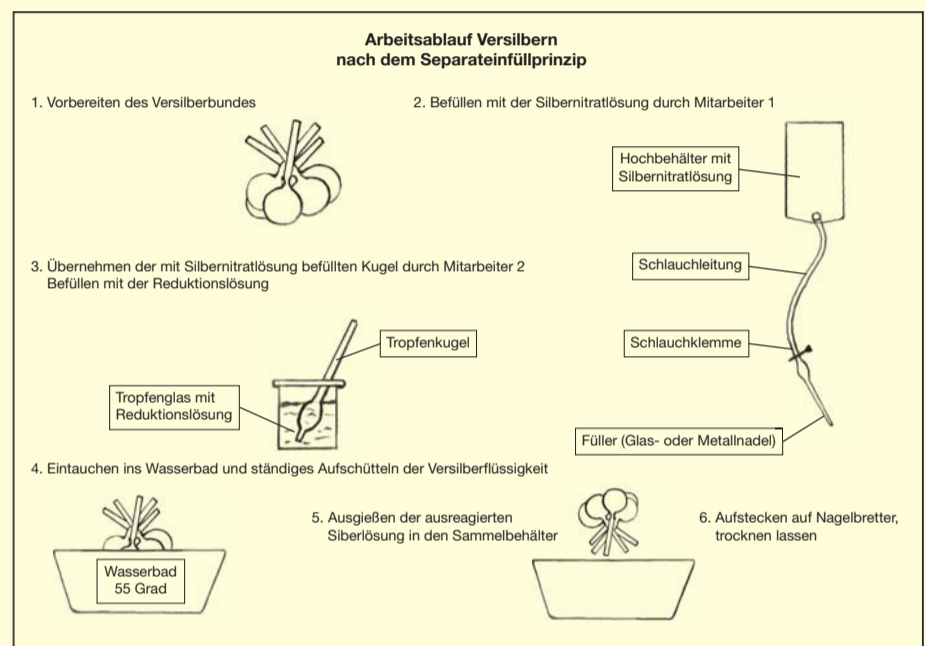 Arbeitsablauf Versilbern
nach dem Separateinfüllprinzip
1. Vorbereiten des Versilberbundes
2. Befüllen mit der Silbernitratlösung durch Mitarbeiter 1
Hochbehälter mit
Silbernitratlösung
Schlauchleitung
Schlauchklemme
Füller (Glas- oder Metallnadel)
3. Übernehmen der mit Silbernitratlösung befüllten Kugel durch Mitarbeiter 2
Befüllen mit der Reduktionslösung
Tropfenkugel
Tropfenglas mit
Reduktionslösung
4. Eintauchen ins Wasserbad und ständiges Aufschütteln der Versilberflüssigkeit
Wasserbad
55 Grad
5. Ausgießen der ausreagierten
Siberlösung in den Sammelbehälter
6. Aufstecken auf Nagelbretter,
trocknen lassen